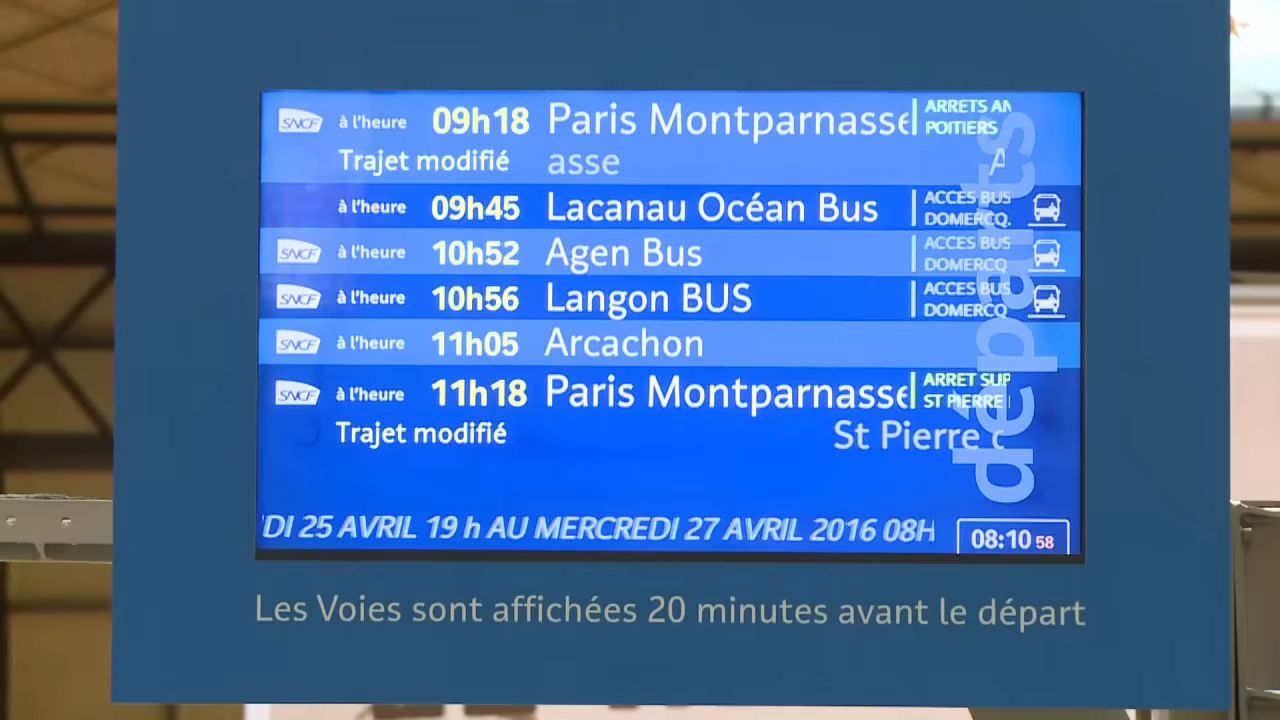 SNCF à l'heure 09h18 Paris Montparnasse ARRETS AN
POITIERS
Trajet modifié asse A
à l'heure 09h45 Lacanau Océan Bus ACCES BUS
DOMERCQ
SNCF à l'heure 10h52 Agen Bus ACCES BUS
DOMERCQ
SNCF à l'heure 10h56 Langon BUS ACCES BUS
DOMERCQ
SNCF à l'heure 11h05 Arcachon
SNCF à l'heure 11h18 Paris Montparnasse ARRET SUP
ST PIERRE
Trajet modifié St Pierre
départs
DI 25 AVRIL 19 h AU MERCREDI 27 AVRIL 2016 08H
08:10 58
Les Voies sont affichées 20 minutes avant le départ